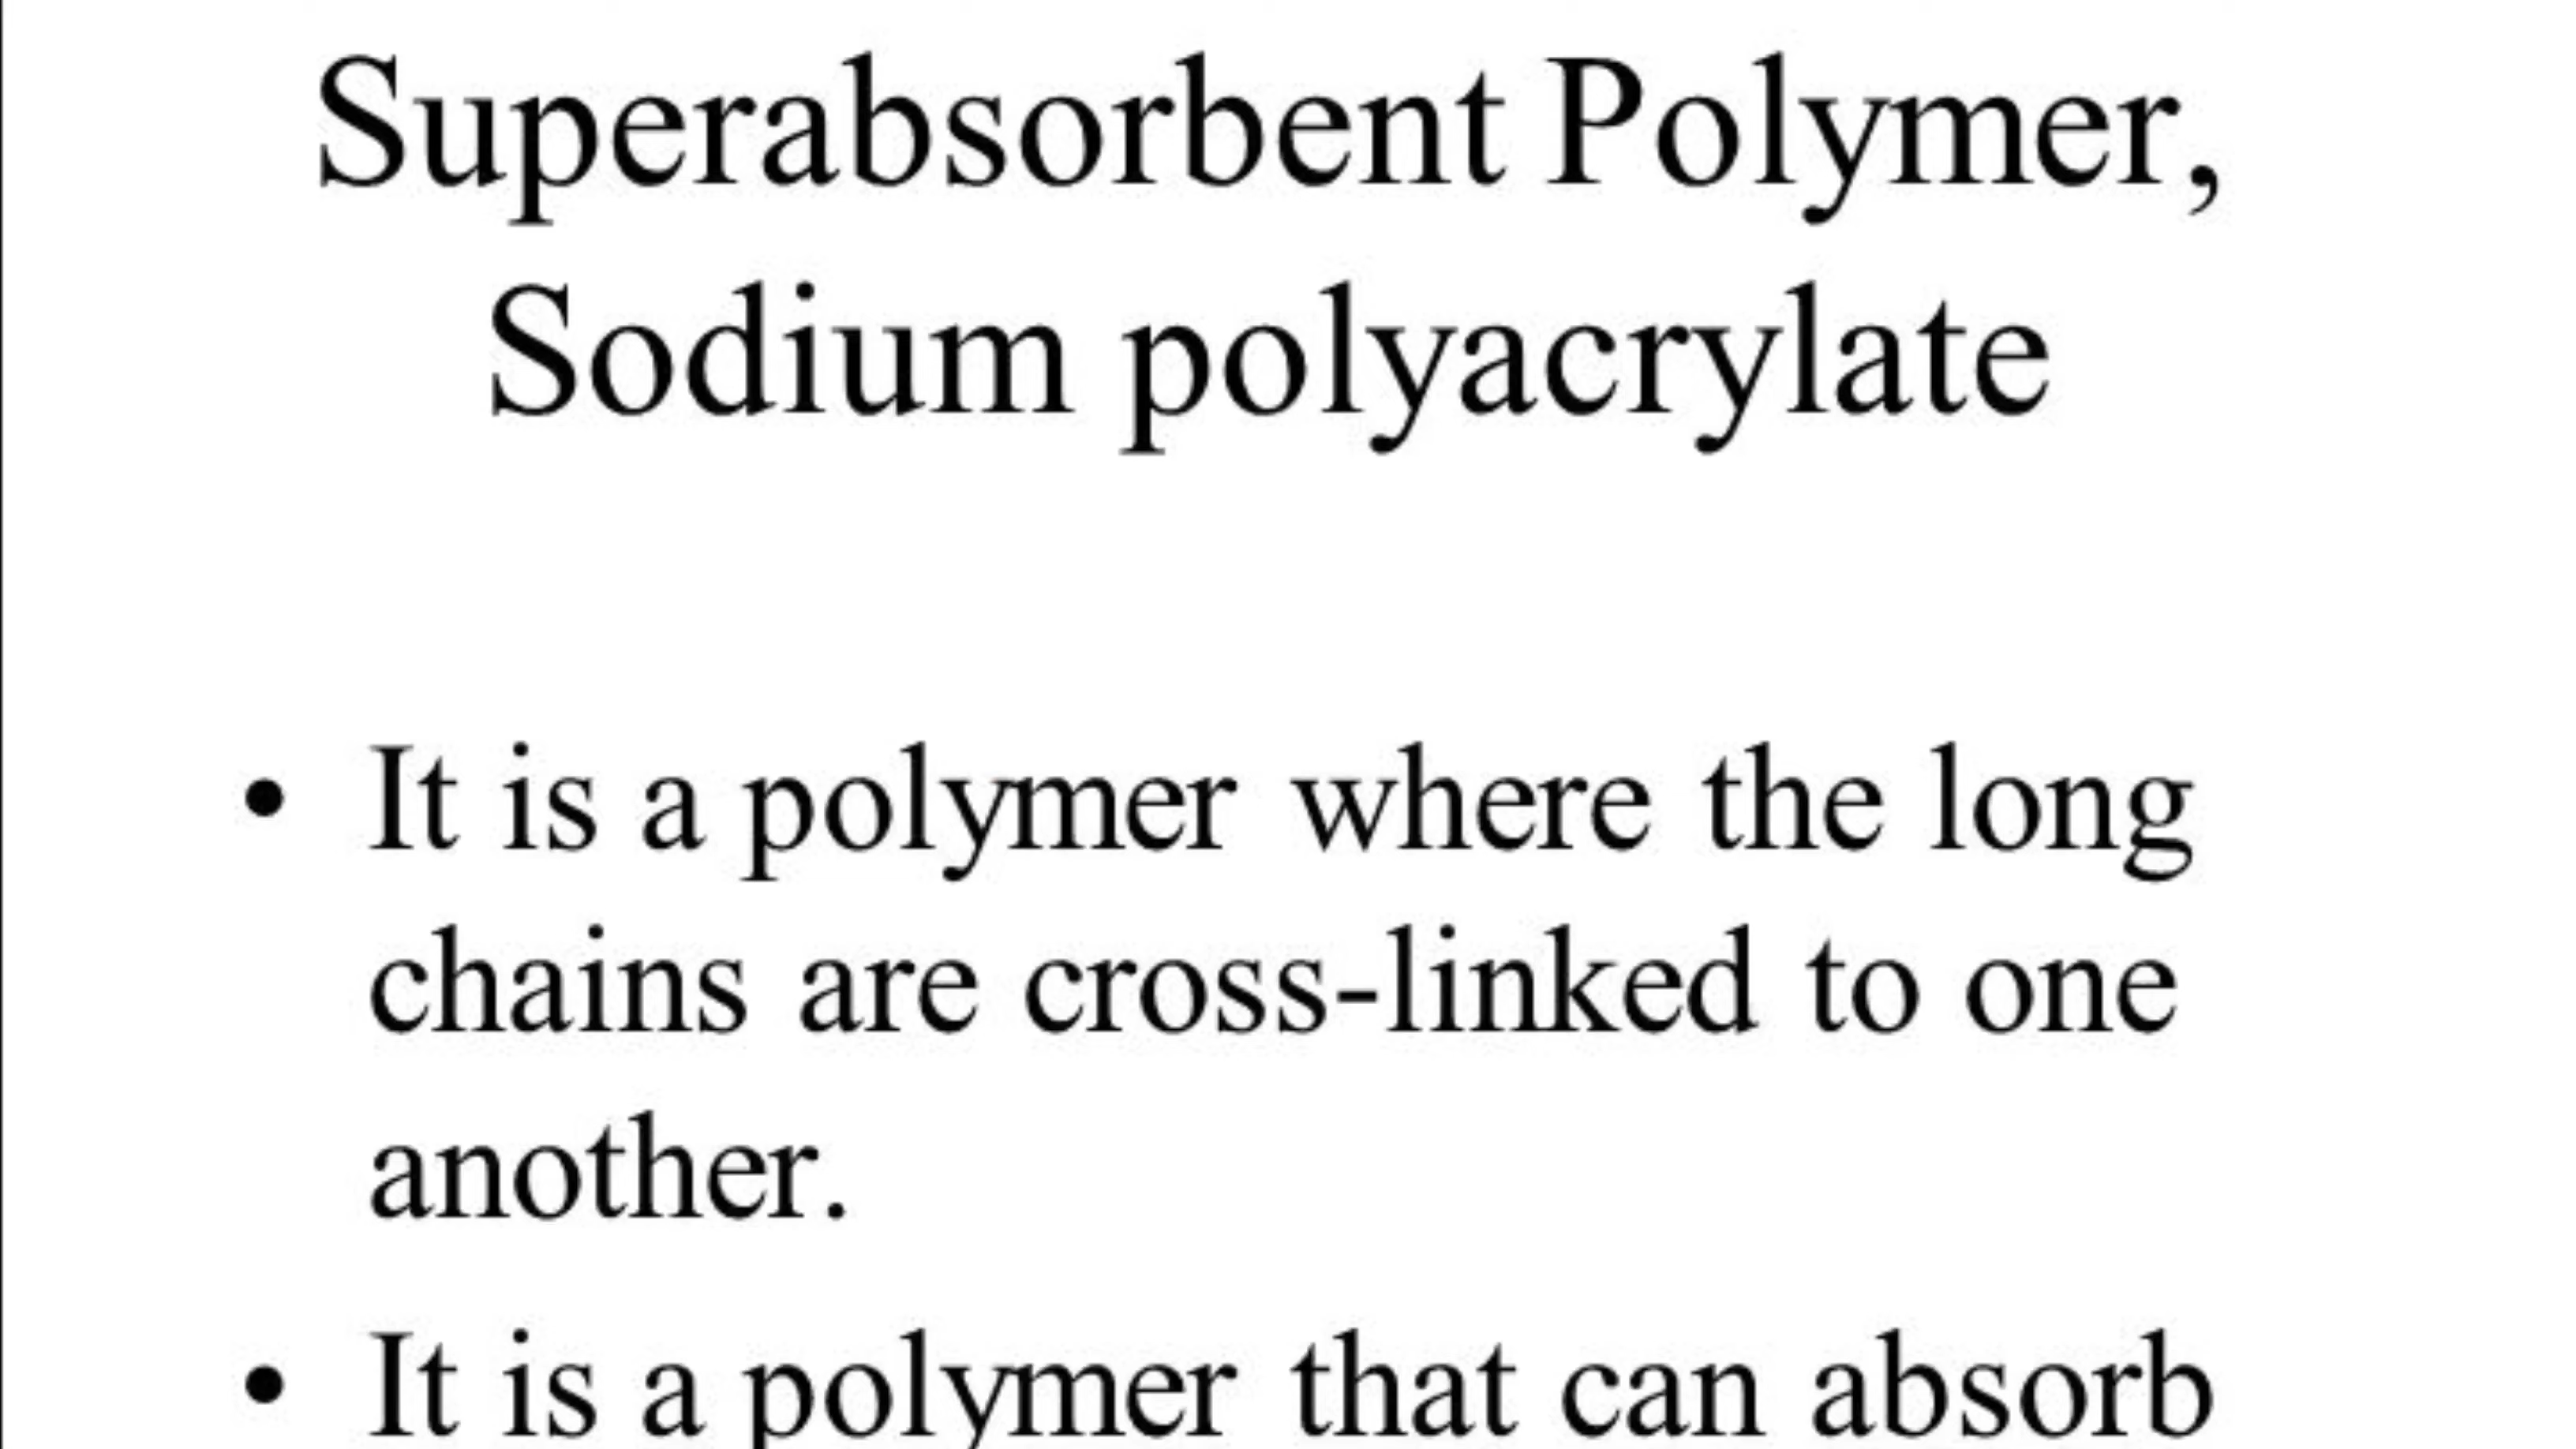 Superabsorbent Polymer,
Sodium polyacrylate
• It is a polymer where the long
chains are cross-linked to one
another.
• It is a polymer that can absorb